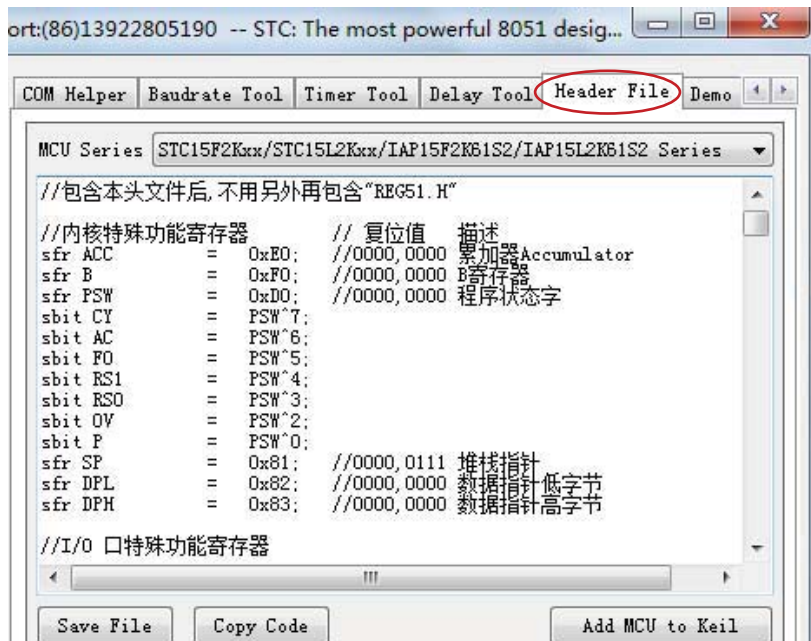 ort:(86)13922805190 -- STC: The most powerful 8051 desig...
COM Helper Baudrate Tool Timer Tool Delay Tool Header File Demo
MCU Series STC15F2Kxx/STC15L2Kxx/IAP15F2K61S2/IAP15L2K61S2 Series
//包含本头文件后,不用另外再包含"REG51.H"
//内核特殊功能寄存器 // 复位值 描述
sfr ACC = 0xE0; //0000,0000 累加器Accumulator
sfr B = 0xF0; //0000,0000 B寄存器
sfr PSW = 0xD0; //0000,0000 程序状态字
sbit CY = PSW^7;
sbit AC = PSW^6;
sbit F0 = PSW^5;
sbit RS1 = PSW^4;
sbit RS0 = PSW^3;
sbit OV = PSW^2;
sbit P = PSW^0;
sfr SP = 0x81; //0000,0111 堆栈指针
sfr DPL = 0x82; //0000,0000 数据指针低字节
sfr DPH = 0x83; //0000,0000 数据指针高字节
//I/O 口特殊功能寄存器
Save File Copy Code Add MCU to Keil